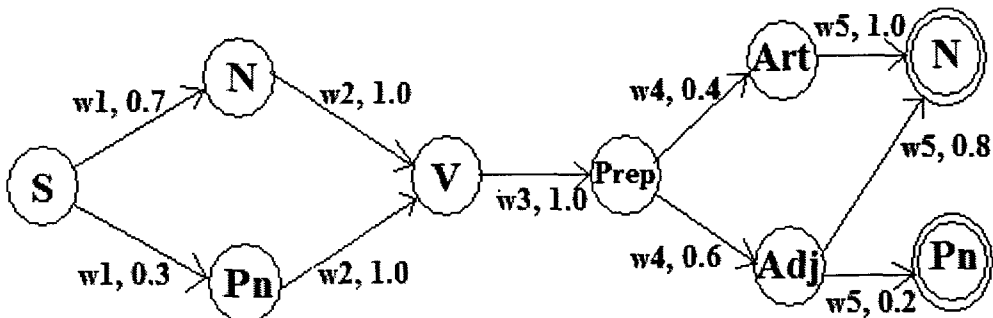 w5, 1.0
Art
N
N
w1, 0.7
w2, 1.0
w4, 0.4
w5, 0.8
S
V
Prep
w3, 1.0
w1, 0.3
w2, 1.0
w4, 0.6
Pn
Adj
Pn
w5, 0.2